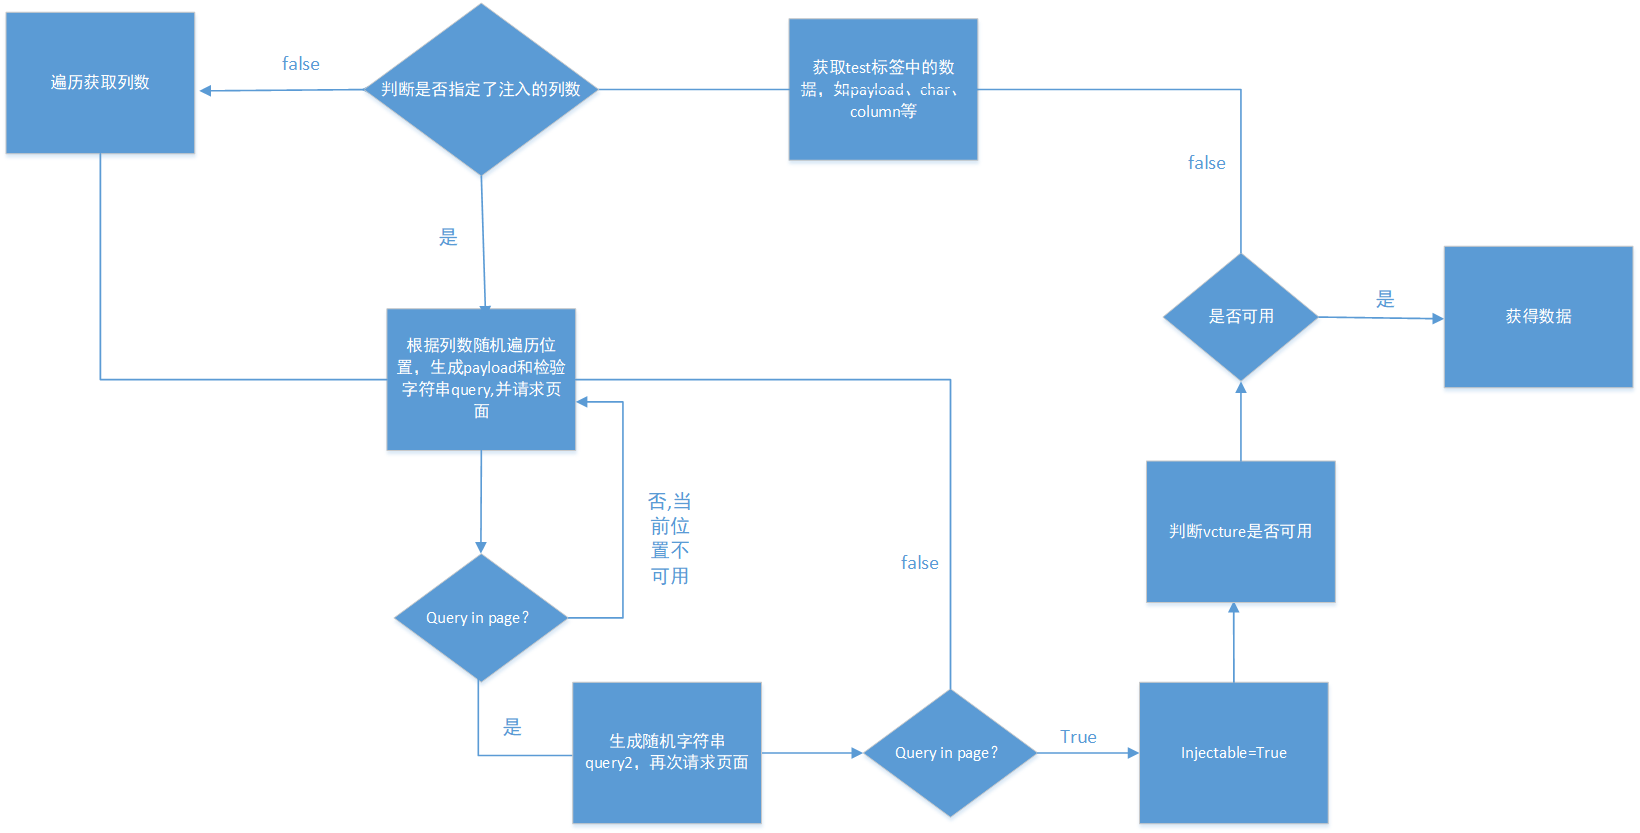 遍历获取列数
false
判断是否指定了注入的列数
获取test标签中的数
据，如payload、char、
column等
false
是
是否可用
是
获得数据
根据列数随机遍历位
置，生成payload和检验
字符串query,并请求页
面
否,当
前位
置不
可用
false
判断vcture是否可用
Query in page?
是
生成随机字符串
query2，再次请求页面
Query in page?
True
Injectable=True